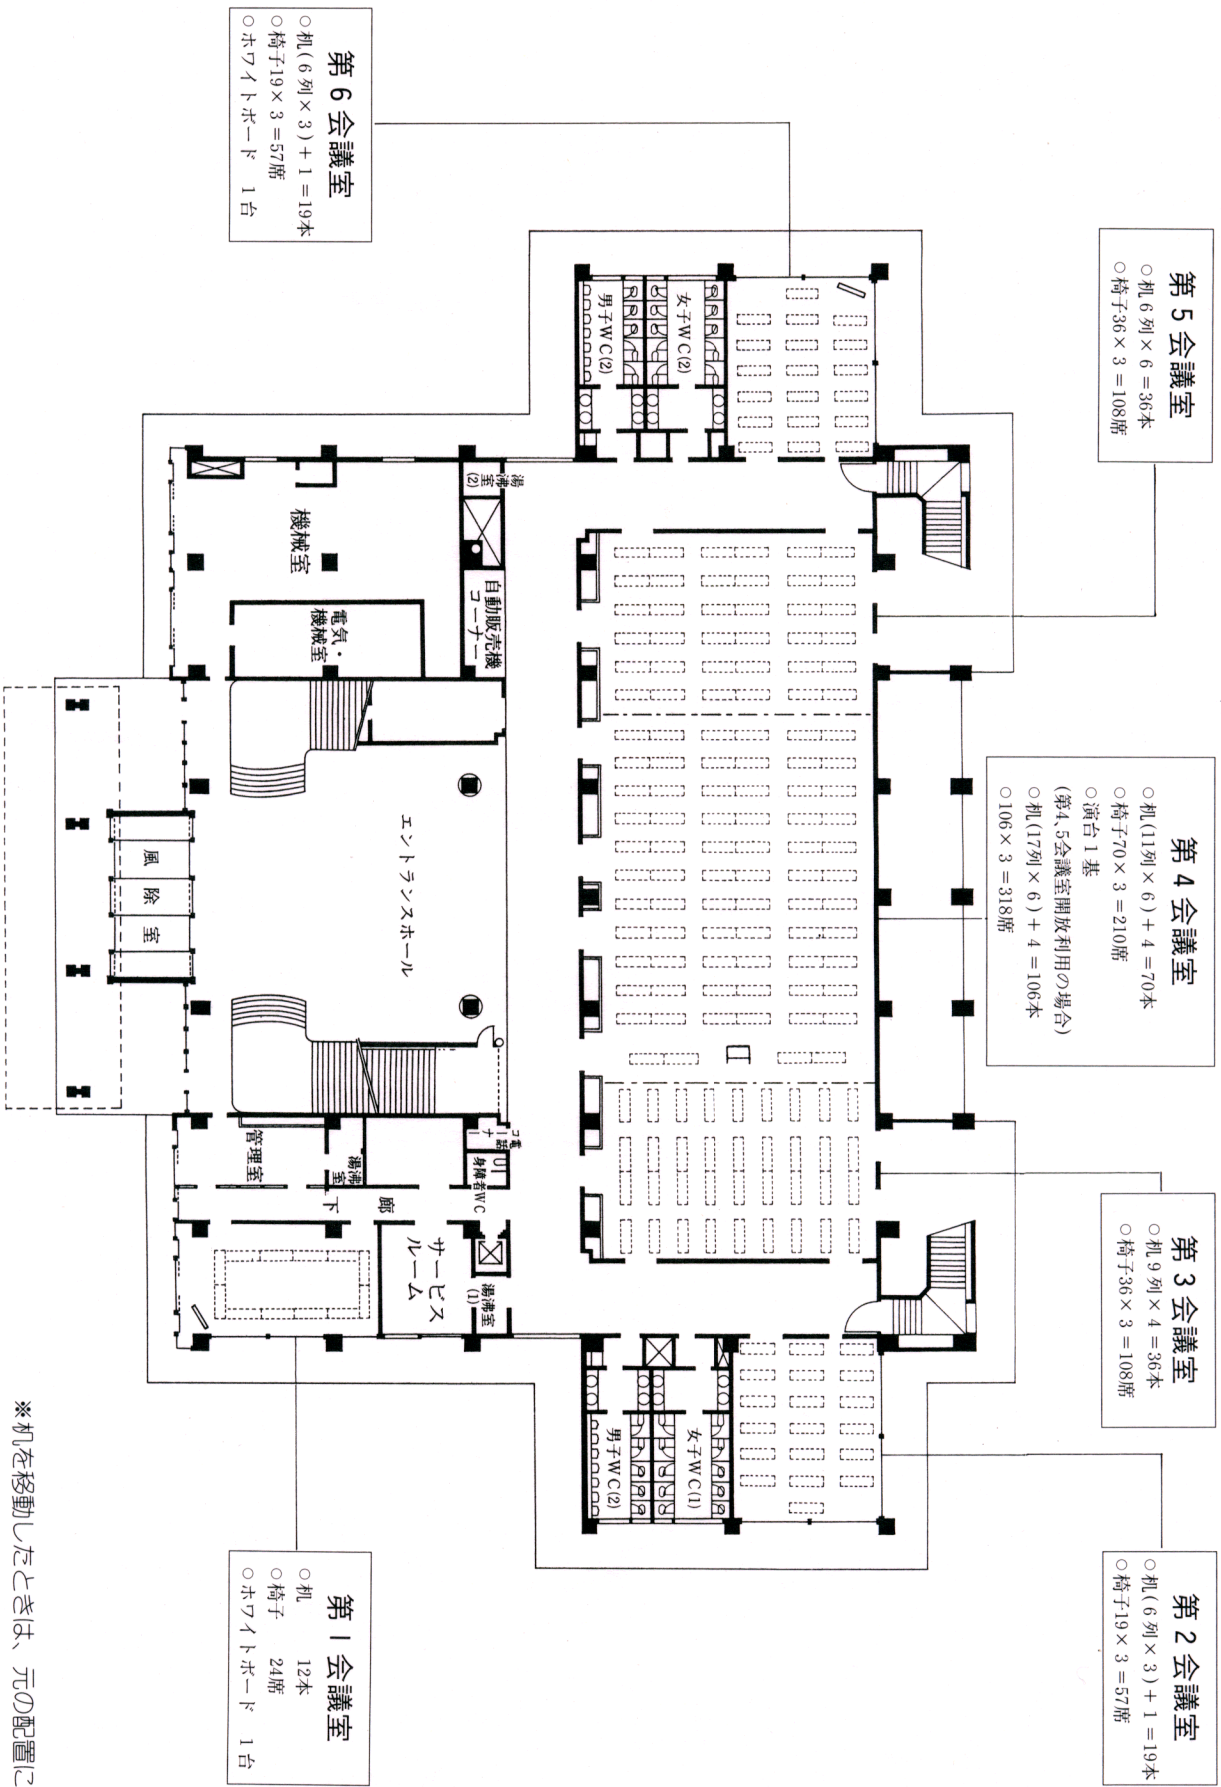 第6会議室
○机(6列×3)+1=19本
○椅子19×3=57席
○ホワイトボード 1台
第5会議室
○机6列×6=36本
○椅子36×3=108席
第4会議室
○机(11列×6)+4=70本
○椅子70×3=210席
○演台1基
(第4、5会議室開放利用の場合)
○机(17列×6)+4=106本
○106×3=318席
第3会議室
○机9列×4=36本
○椅子36×3=108席
第2会議室
○机(6列×3)+1=19本
○椅子19×3=57席
男子WC(2)
女子WC(2)
湯沸室(2)
機械室
電気・機械室
自動販売機コーナー
エントランスホール
風除室
管理室
湯沸室
電話コーナー
身障者WC
廊下
サービスルーム
湯沸室(1)
男子WC(2)
女子WC(1)
第1会議室
○机 12本
○椅子 24席
○ホワイトボード 1台
※机を移動したときは、元の配置に